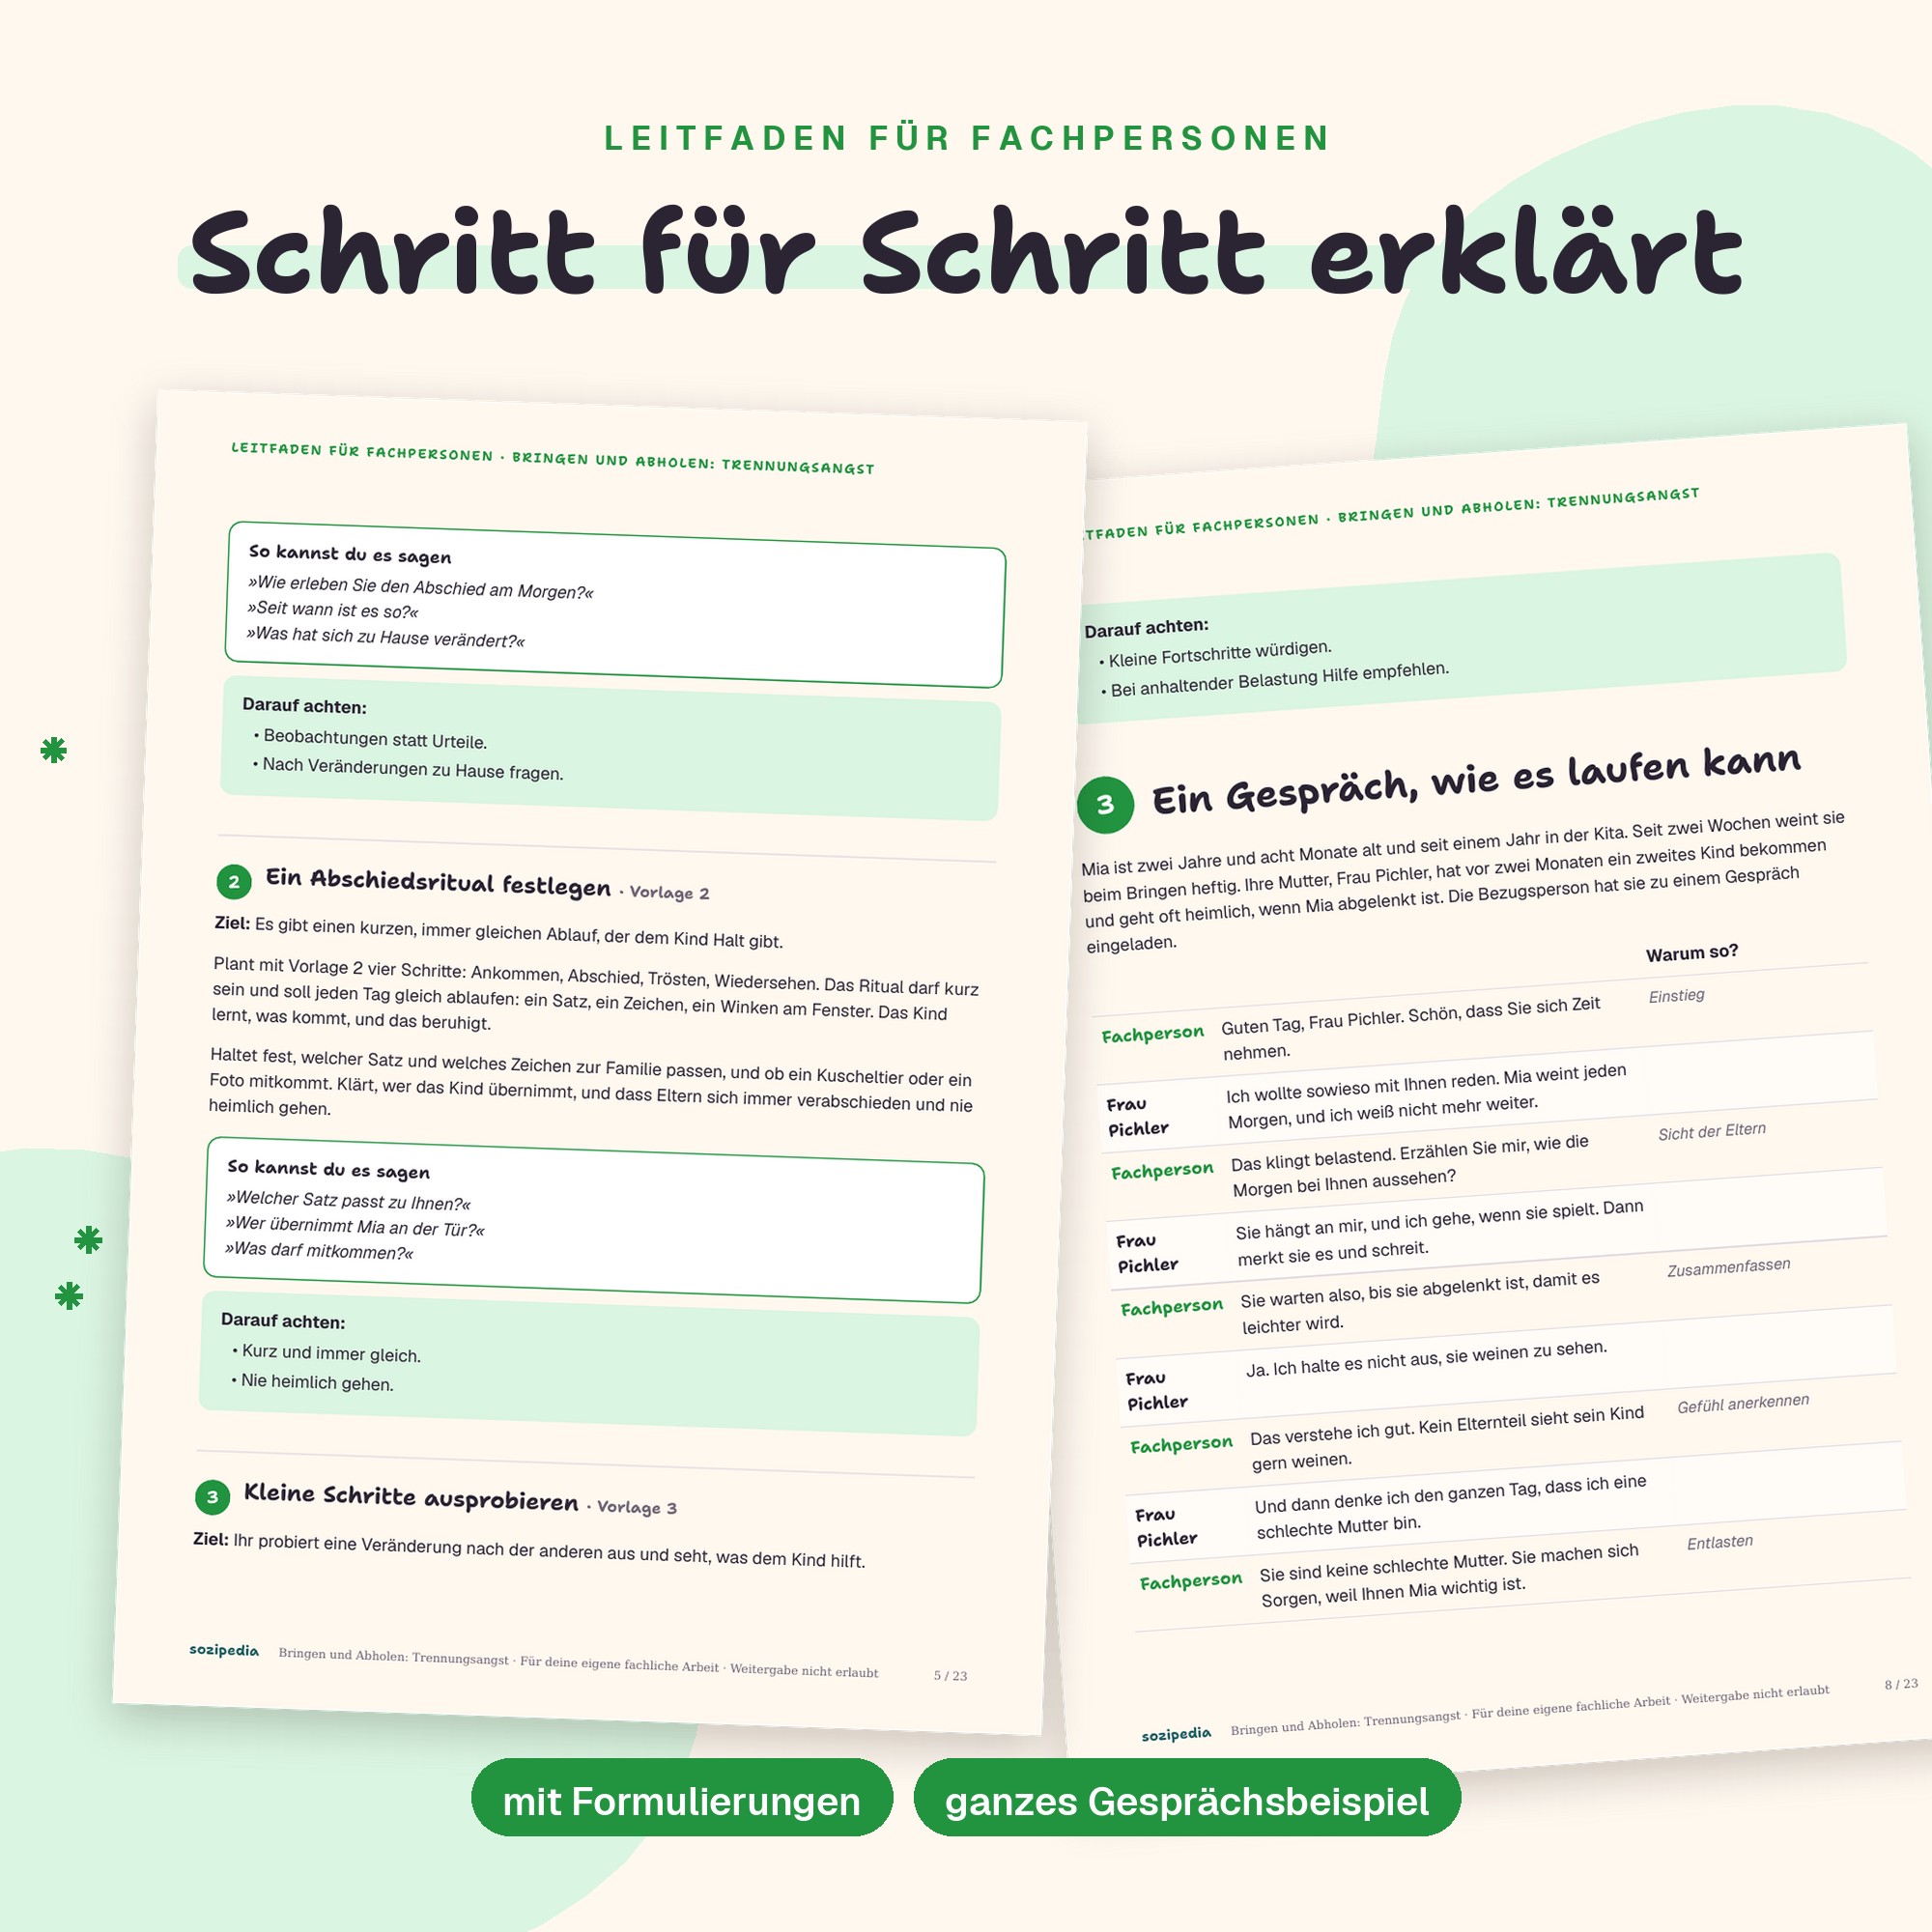 LEITFADEN FÜR FACHPERSONEN
Schritt für Schritt erklärt
LEITFADEN FÜR FACHPERSONEN · BRINGEN UND ABHOLEN: TRENNUNGSANGST
So kannst du es sagen
»Wie erleben Sie den Abschied am Morgen?«
»Seit wann ist es so?«
»Was hat sich zu Hause verändert?«
Darauf achten:
• Beobachtungen statt Urteile.
• Nach Veränderungen zu Hause fragen.
2 Ein Abschiedsritual festlegen · Vorlage 2
Ziel: Es gibt einen kurzen, immer gleichen Ablauf, der dem Kind Halt gibt.
Plant mit Vorlage 2 vier Schritte: Ankommen, Abschied, Trösten, Wiedersehen. Das Ritual darf kurz
sein und soll jeden Tag gleich ablaufen: ein Satz, ein Zeichen, ein Winken am Fenster. Das Kind
lernt, was kommt, und das beruhigt.
Haltet fest, welcher Satz und welches Zeichen zur Familie passen, und ob ein Kuscheltier oder ein
Foto mitkommt. Klärt, wer das Kind übernimmt, und dass Eltern sich immer verabschieden und nie
heimlich gehen.
So kannst du es sagen
»Welcher Satz passt zu Ihnen?«
»Wer übernimmt Mia an der Tür?«
»Was darf mitkommen?«
Darauf achten:
• Kurz und immer gleich.
• Nie heimlich gehen.
3 Kleine Schritte ausprobieren · Vorlage 3
Ziel: Ihr probiert eine Veränderung nach der anderen aus und seht, was dem Kind hilft.
sozipedia Bringen und Abholen: Trennungsangst · Für deine eigene fachliche Arbeit · Weitergabe nicht erlaubt 5 / 23
TFADEN FÜR FACHPERSONEN · BRINGEN UND ABHOLEN: TRENNUNGSANGST
Darauf achten:
• Kleine Fortschritte würdigen.
• Bei anhaltender Belastung Hilfe empfehlen.
3 Ein Gespräch, wie es laufen kann
Mia ist zwei Jahre und acht Monate alt und seit einem Jahr in der Kita. Seit zwei Wochen weint sie
beim Bringen heftig. Ihre Mutter, Frau Pichler, hat vor zwei Monaten ein zweites Kind bekommen
und geht oft heimlich, wenn Mia abgelenkt ist. Die Bezugsperson hat sie zu einem Gespräch
eingeladen.
Warum so?
Fachperson Guten Tag, Frau Pichler. Schön, dass Sie sich Zeit Einstieg
nehmen.
Frau Ich wollte sowieso mit Ihnen reden. Mia weint jeden
Pichler Morgen, und ich weiß nicht mehr weiter.
Fachperson Das klingt belastend. Erzählen Sie mir, wie die Sicht der Eltern
Morgen bei Ihnen aussehen?
Frau Sie hängt an mir, und ich gehe, wenn sie spielt. Dann
Pichler merkt sie es und schreit.
Fachperson Sie warten also, bis sie abgelenkt ist, damit es Zusammenfassen
leichter wird.
Frau Ja. Ich halte es nicht aus, sie weinen zu sehen.
Pichler
Fachperson Das verstehe ich gut. Kein Elternteil sieht sein Kind Gefühl anerkennen
gern weinen.
Frau Und dann denke ich den ganzen Tag, dass ich eine
Pichler schlechte Mutter bin.
Fachperson Sie sind keine schlechte Mutter. Sie machen sich Entlasten
Sorgen, weil Ihnen Mia wichtig ist.
sozipedia Bringen und Abholen: Trennungsangst · Für deine eigene fachliche Arbeit · Weitergabe nicht erlaubt 8 / 23
mit Formulierungen
ganzes Gesprächsbeispiel